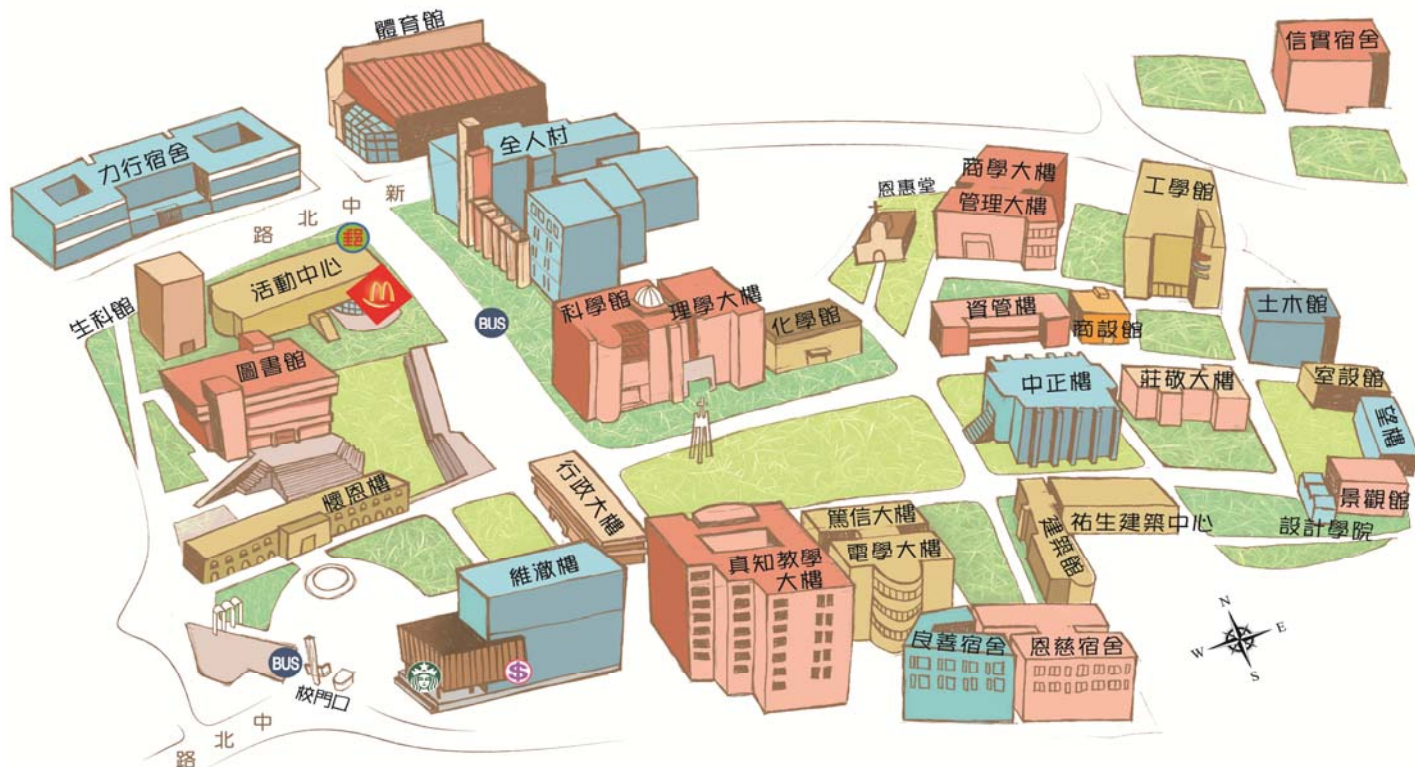 體育館
信實宿舍
力行宿舍
全人村
新中北路
商學大樓
管理大樓
恩惠堂
工學館
郵
活動中心
生科館
BUS
科學館
理學大樓
化學館
資管樓
商設館
土木館
圖書館
中正樓
莊敬大樓
室設館
望樓
懷恩樓
行政大樓
篤信大樓
電學大樓
真知教學
大樓
建築館
祐生建築中心
景觀館
設計學院
維澈樓
良善宿舍
恩慈宿舍
BUS
校門口
$
中北路
N
E
W
S